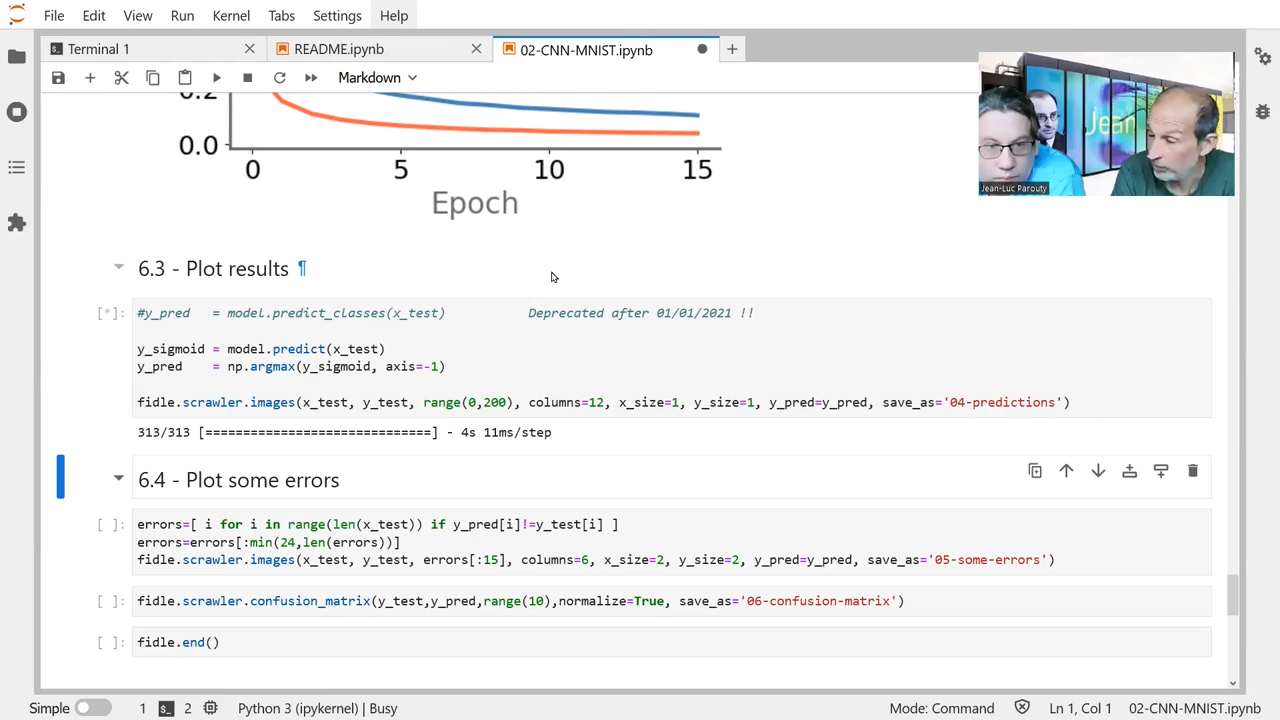 File Edit View Run Kernel Tabs Settings Help
Terminal 1
README.ipynb
02-CNN-MNIST.ipynb
Markdown
0.2
0.0
0 5 10 15
Epoch
Jean
Jean-Luc Parouty
6.3 - Plot results ¶
[*]:
#y_pred = model.predict_classes(x_test) Deprecated after 01/01/2021 !!
y_sigmoid = model.predict(x_test)
y_pred = np.argmax(y_sigmoid, axis=-1)
fidle.scrawler.images(x_test, y_test, range(0,200), columns=12, x_size=1, y_size=1, y_pred=y_pred, save_as='04-predictions')
313/313 [==============================] - 4s 11ms/step
6.4 - Plot some errors
[ ]:
errors=[ i for i in range(len(x_test)) if y_pred[i]!=y_test[i] ]
errors=errors[:min(24,len(errors))]
fidle.scrawler.images(x_test, y_test, errors[:15], columns=6, x_size=2, y_size=2, y_pred=y_pred, save_as='05-some-errors')
[ ]:
fidle.scrawler.confusion_matrix(y_test,y_pred,range(10),normalize=True, save_as='06-confusion-matrix')
[ ]:
fidle.end()
Simple 1 2 Python 3 (ipykernel) | Busy Mode: Command Ln 1, Col 1 02-CNN-MNIST.ipynb